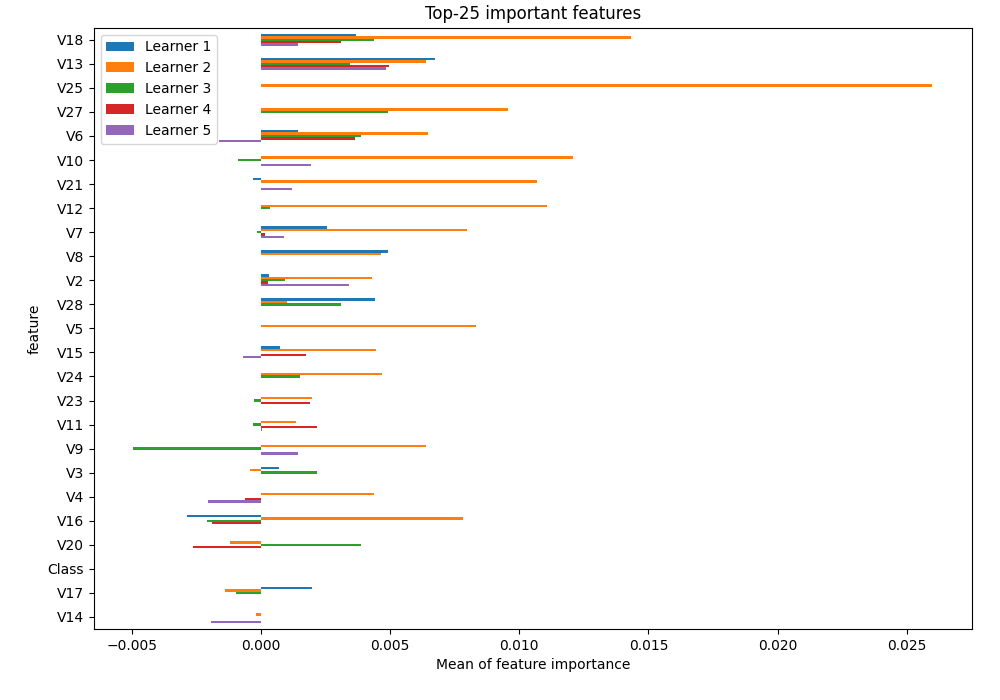 Top-25 important features
Learner 1
Learner 2
Learner 3
Learner 4
Learner 5
feature
V18
V13
V25
V27
V6
V10
V21
V12
V7
V8
V2
V28
V5
V15
V24
V23
V11
V9
V3
V4
V16
V20
Class
V17
V14
−0.005 0.000 0.005 0.010 0.015 0.020 0.025
Mean of feature importance